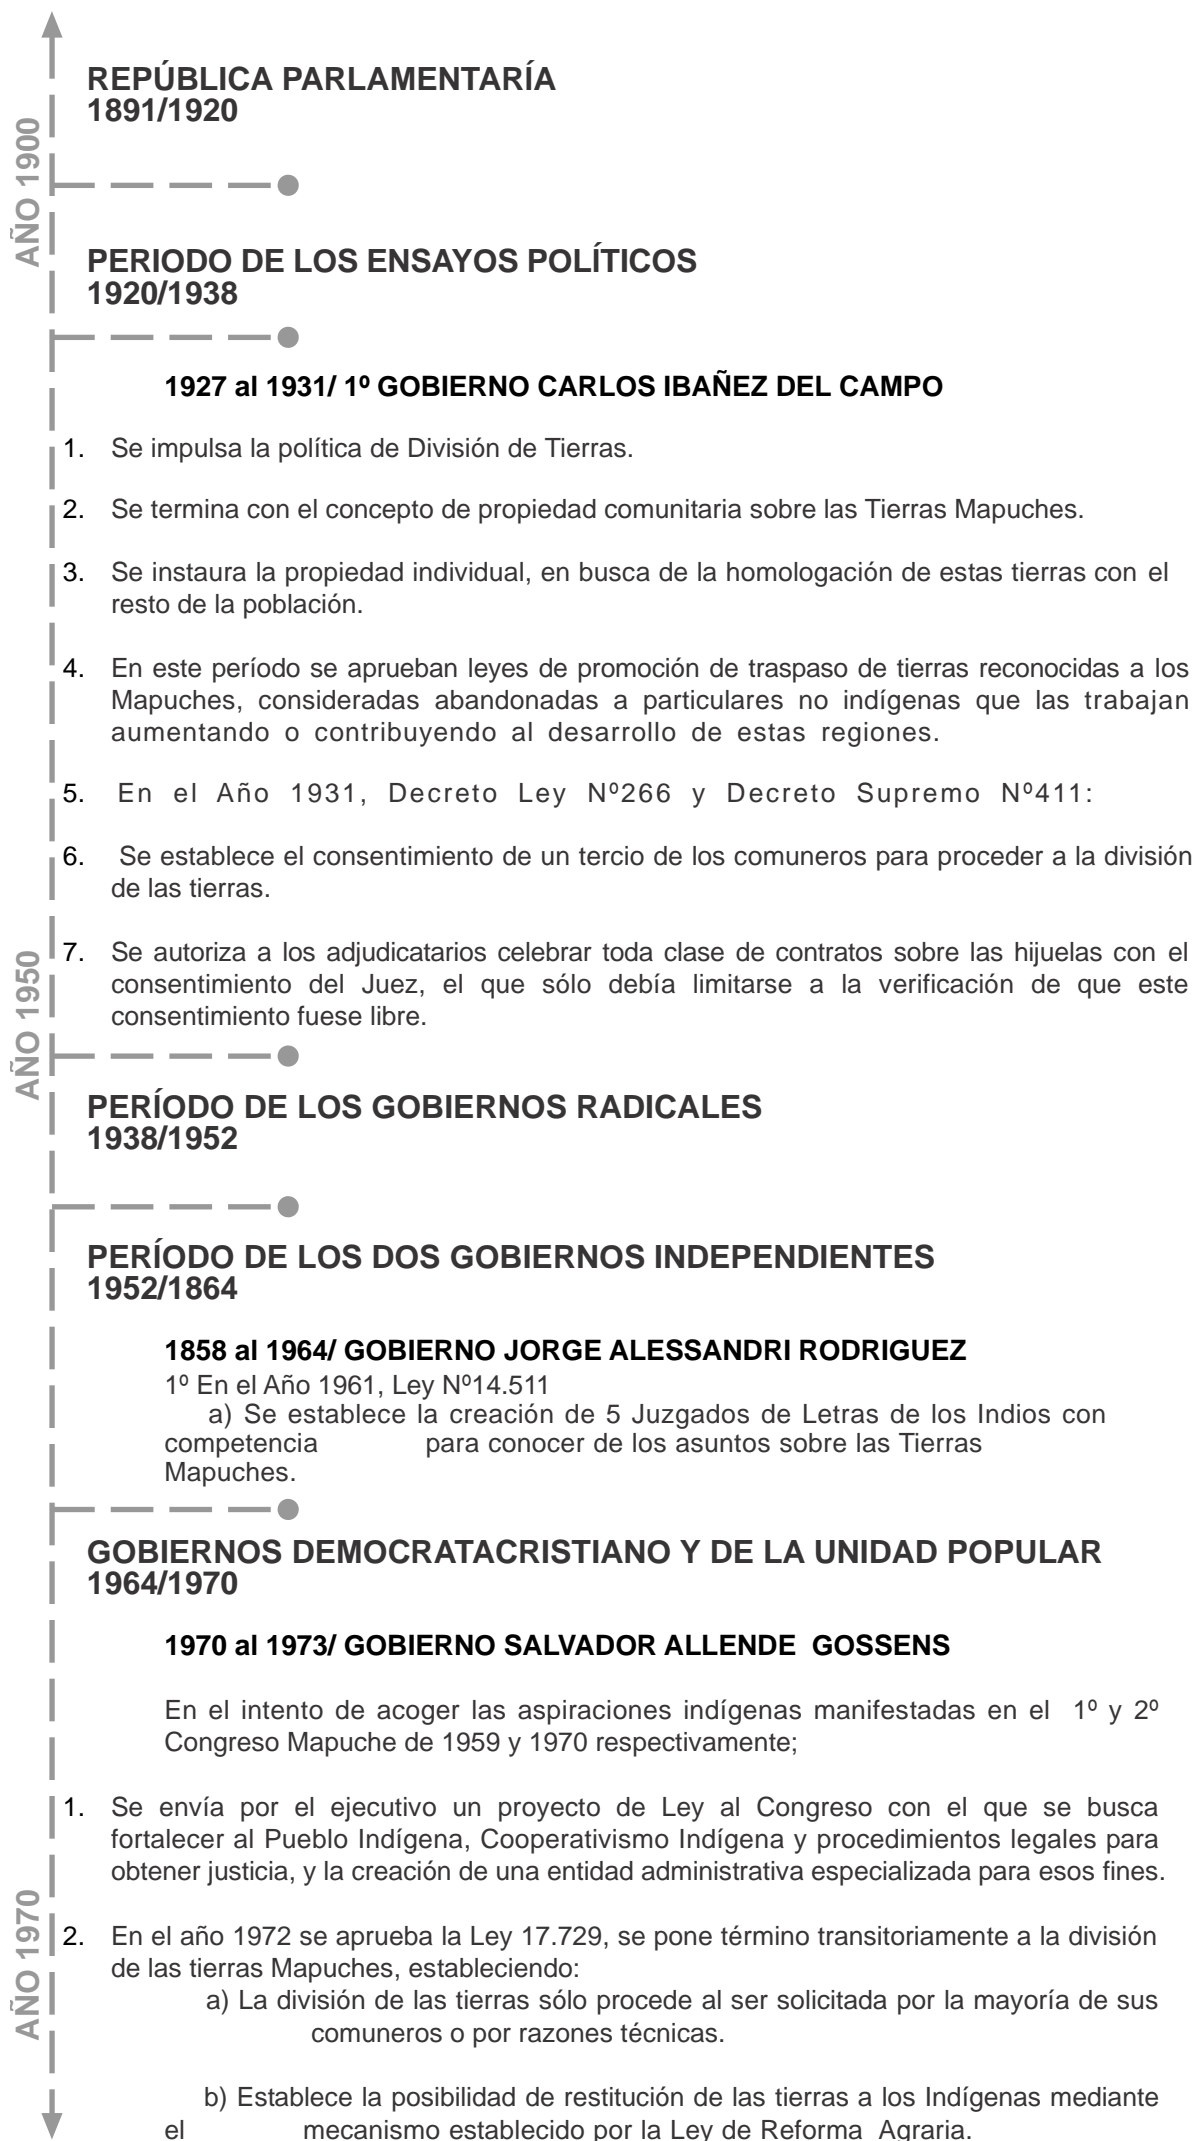 REPÚBLICA PARLAMENTARÍA
1891/1920
AÑO 1900
PERIODO DE LOS ENSAYOS POLÍTICOS
1920/1938
1927 al 1931/ 1º GOBIERNO CARLOS IBAÑEZ DEL CAMPO
1. Se impulsa la política de División de Tierras.
2. Se termina con el concepto de propiedad comunitaria sobre las Tierras Mapuches.
3. Se instaura la propiedad individual, en busca de la homologación de estas tierras con el
resto de la población.
4. En este período se aprueban leyes de promoción de traspaso de tierras reconocidas a los
Mapuches, consideradas abandonadas a particulares no indígenas que las trabajan
aumentando o contribuyendo al desarrollo de estas regiones.
5. En el Año 1931, Decreto Ley Nº266 y Decreto Supremo Nº411:
6. Se establece el consentimiento de un tercio de los comuneros para proceder a la división
de las tierras.
7. Se autoriza a los adjudicatarios celebrar toda clase de contratos sobre las hijuelas con el
consentimiento del Juez, el que sólo debía limitarse a la verificación de que este
consentimiento fuese libre.
AÑO 1950
PERÍODO DE LOS GOBIERNOS RADICALES
1938/1952
PERÍODO DE LOS DOS GOBIERNOS INDEPENDIENTES
1952/1864
1858 al 1964/ GOBIERNO JORGE ALESSANDRI RODRIGUEZ
1º En el Año 1961, Ley Nº14.511
a) Se establece la creación de 5 Juzgados de Letras de los Indios con
competencia para conocer de los asuntos sobre las Tierras
Mapuches.
GOBIERNOS DEMOCRATACRISTIANO Y DE LA UNIDAD POPULAR
1964/1970
1970 al 1973/ GOBIERNO SALVADOR ALLENDE GOSSENS
En el intento de acoger las aspiraciones indígenas manifestadas en el 1º y 2º
Congreso Mapuche de 1959 y 1970 respectivamente;
1. Se envía por el ejecutivo un proyecto de Ley al Congreso con el que se busca
fortalecer al Pueblo Indígena, Cooperativismo Indígena y procedimientos legales para
obtener justicia, y la creación de una entidad administrativa especializada para esos fines.
AÑO 1970
2. En el año 1972 se aprueba la Ley 17.729, se pone término transitoriamente a la división
de las tierras Mapuches, estableciendo:
a) La división de las tierras sólo procede al ser solicitada por la mayoría de sus
comuneros o por razones técnicas.
b) Establece la posibilidad de restitución de las tierras a los Indígenas mediante
el mecanismo establecido por la Ley de Reforma Agraria.